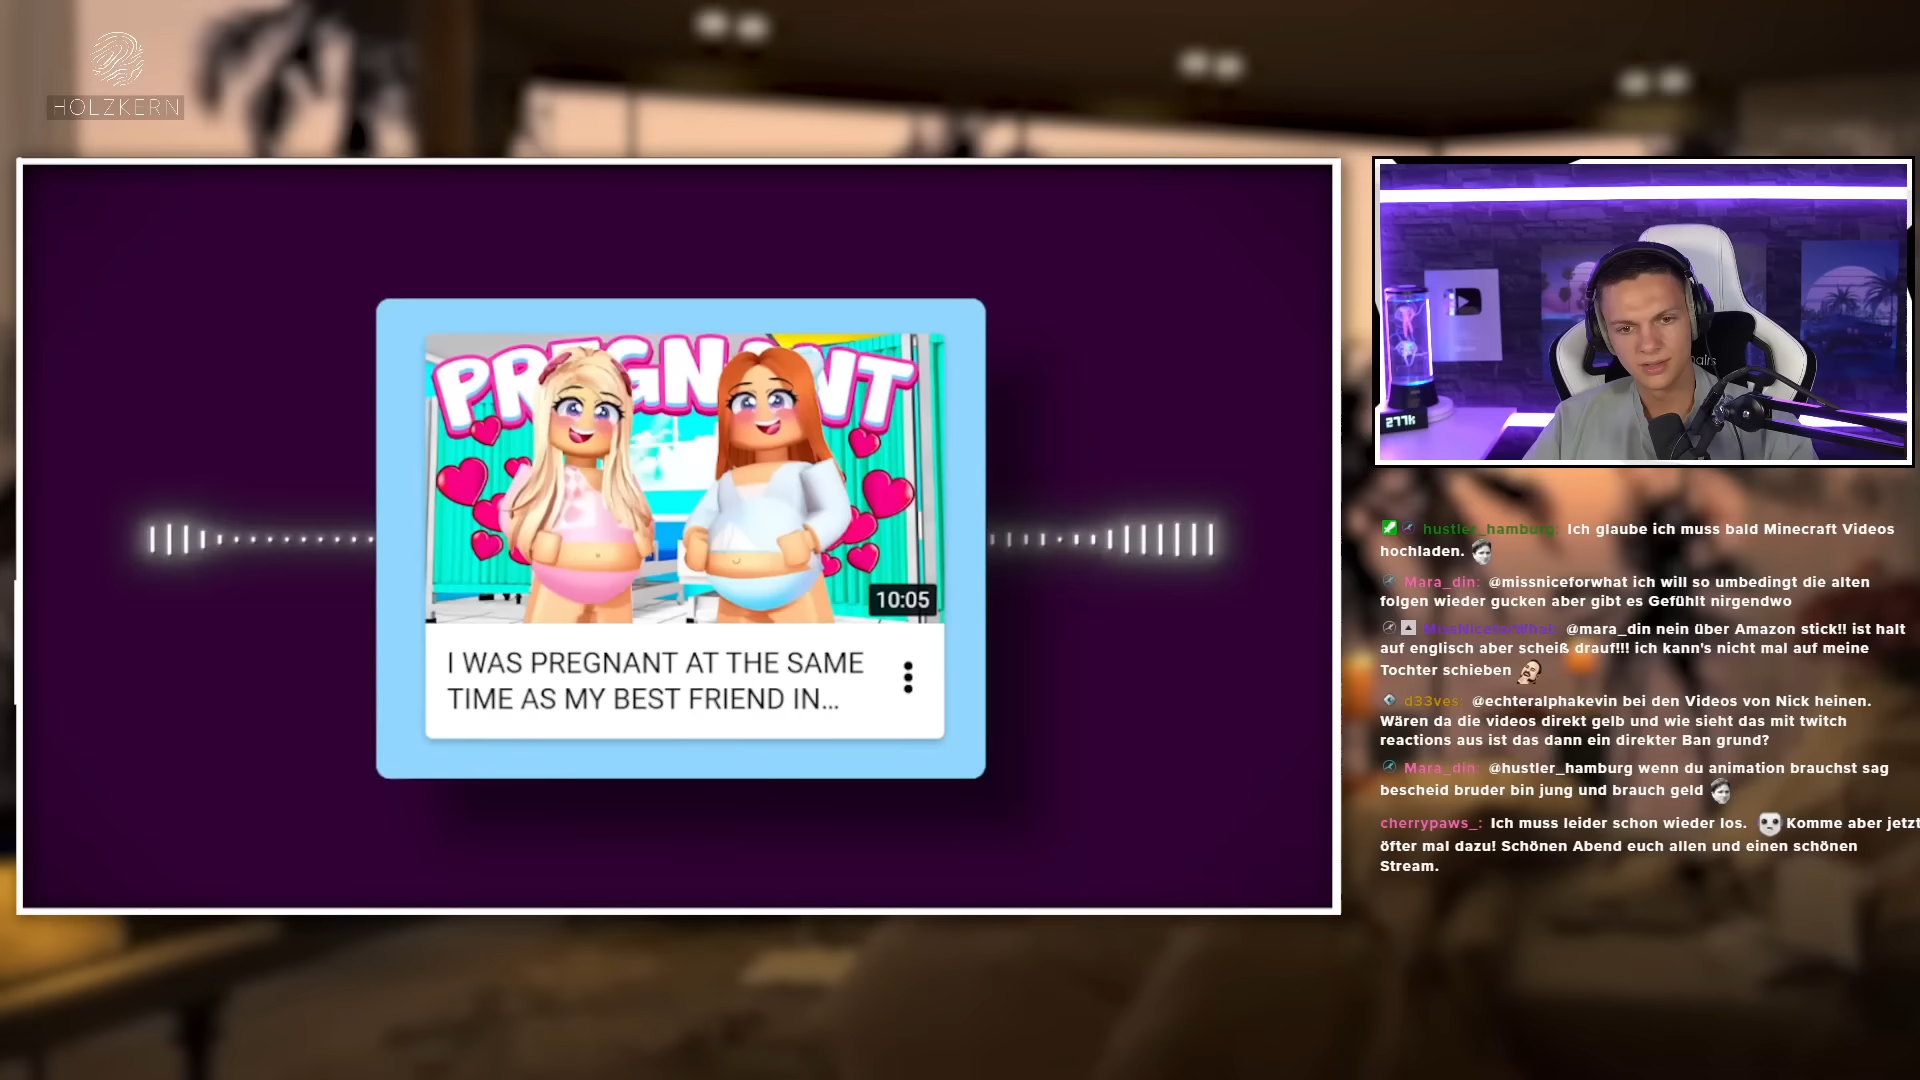 HOLZKERN
PREGNANT
10:05
I WAS PREGNANT AT THE SAME
TIME AS MY BEST FRIEND IN...
277k
hustler_hamburg: Ich glaube ich muss bald Minecraft Videos
hochladen.
Mara_din: @missniceforwhat ich will so umbedingt die alten
folgen wieder gucken aber gibt es Gefühlt nirgendwo
MissNiceforWhat: @mara_din nein über Amazon stick!! ist halt
auf englisch aber scheiß drauf!!! ich kann's nicht mal auf meine
Tochter schieben
d33ves: @echteralphakevin bei den Videos von Nick heinen.
Wären da die videos direkt gelb und wie sieht das mit twitch
reactions aus ist das dann ein direkter Ban grund?
Mara_din: @hustler_hamburg wenn du animation brauchst sag
bescheid bruder bin jung und brauch geld
cherrypaws_: Ich muss leider schon wieder los. Komme aber jetzt
öfter mal dazu! Schönen Abend euch allen und einen schönen
Stream.